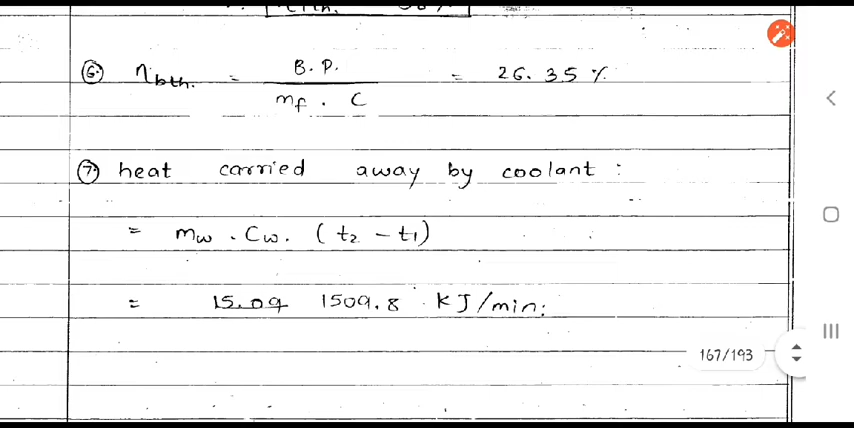 ⑥ ηbth. = B.P. / mf . C = 26.35 %
⑦ heat carried away by coolant :
= mw . Cw. ( t2 - t1)
= 15.09 1509.8 KJ/min.
167/193